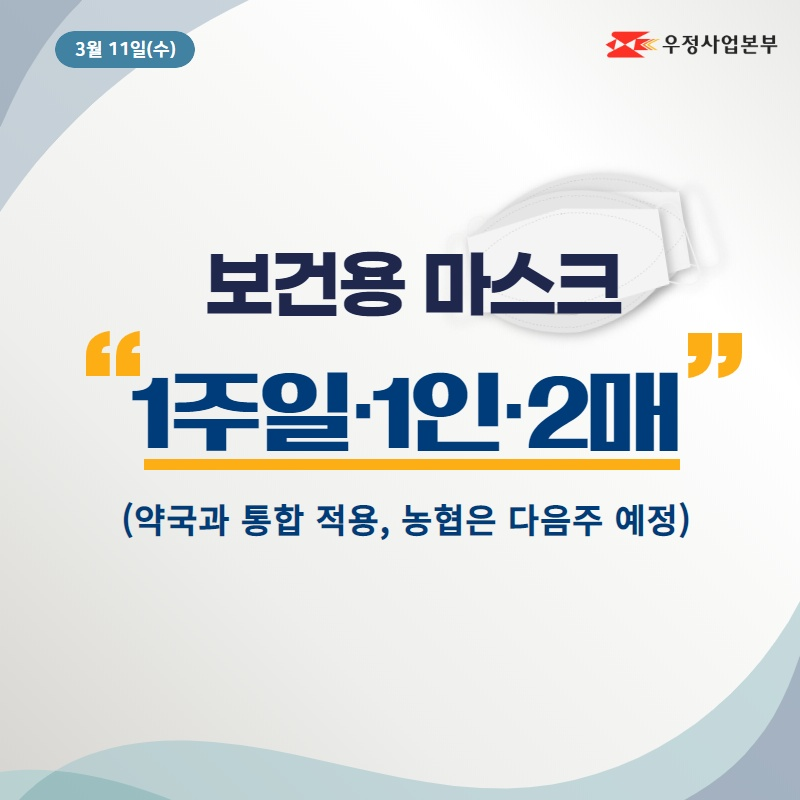 3월 11일(수)
우정사업본부
보건용 마스크
“1주일·1인·2매”
(약국과 통합 적용, 농협은 다음주 예정)